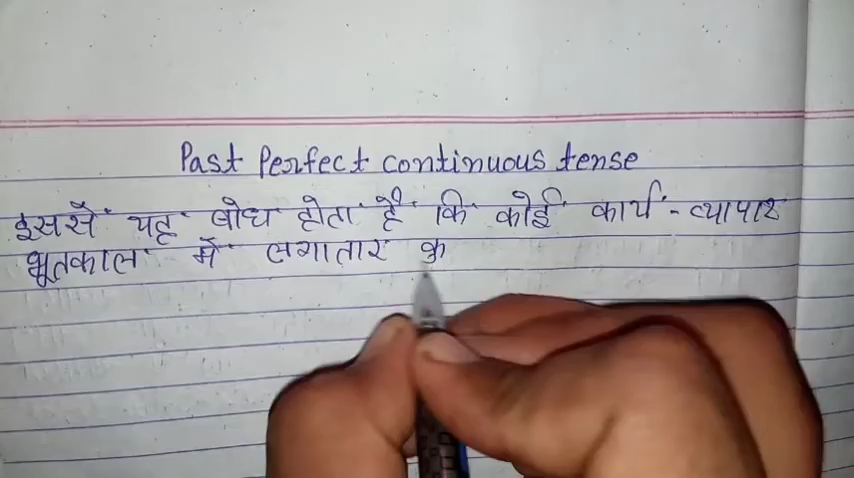 Past Perfect continuous tense
इससे यह बोध होता है कि कोई कार्य - व्यापार
भूतकाल में लगातार कु